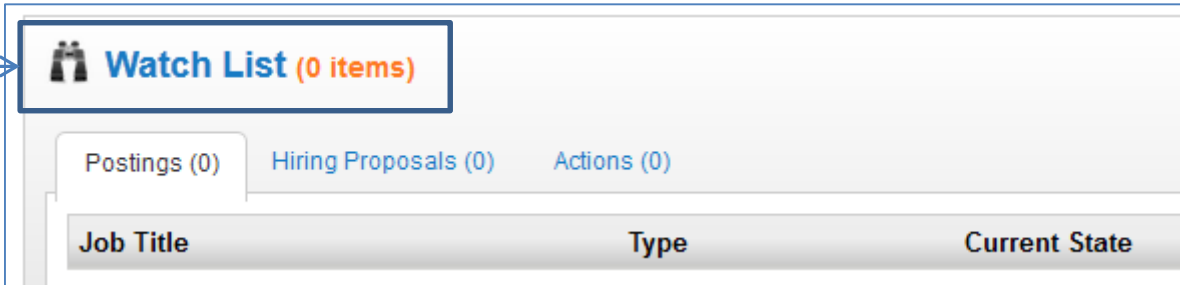 Watch List (0 items)
Postings (0) Hiring Proposals (0) Actions (0)
Job Title Type Current State